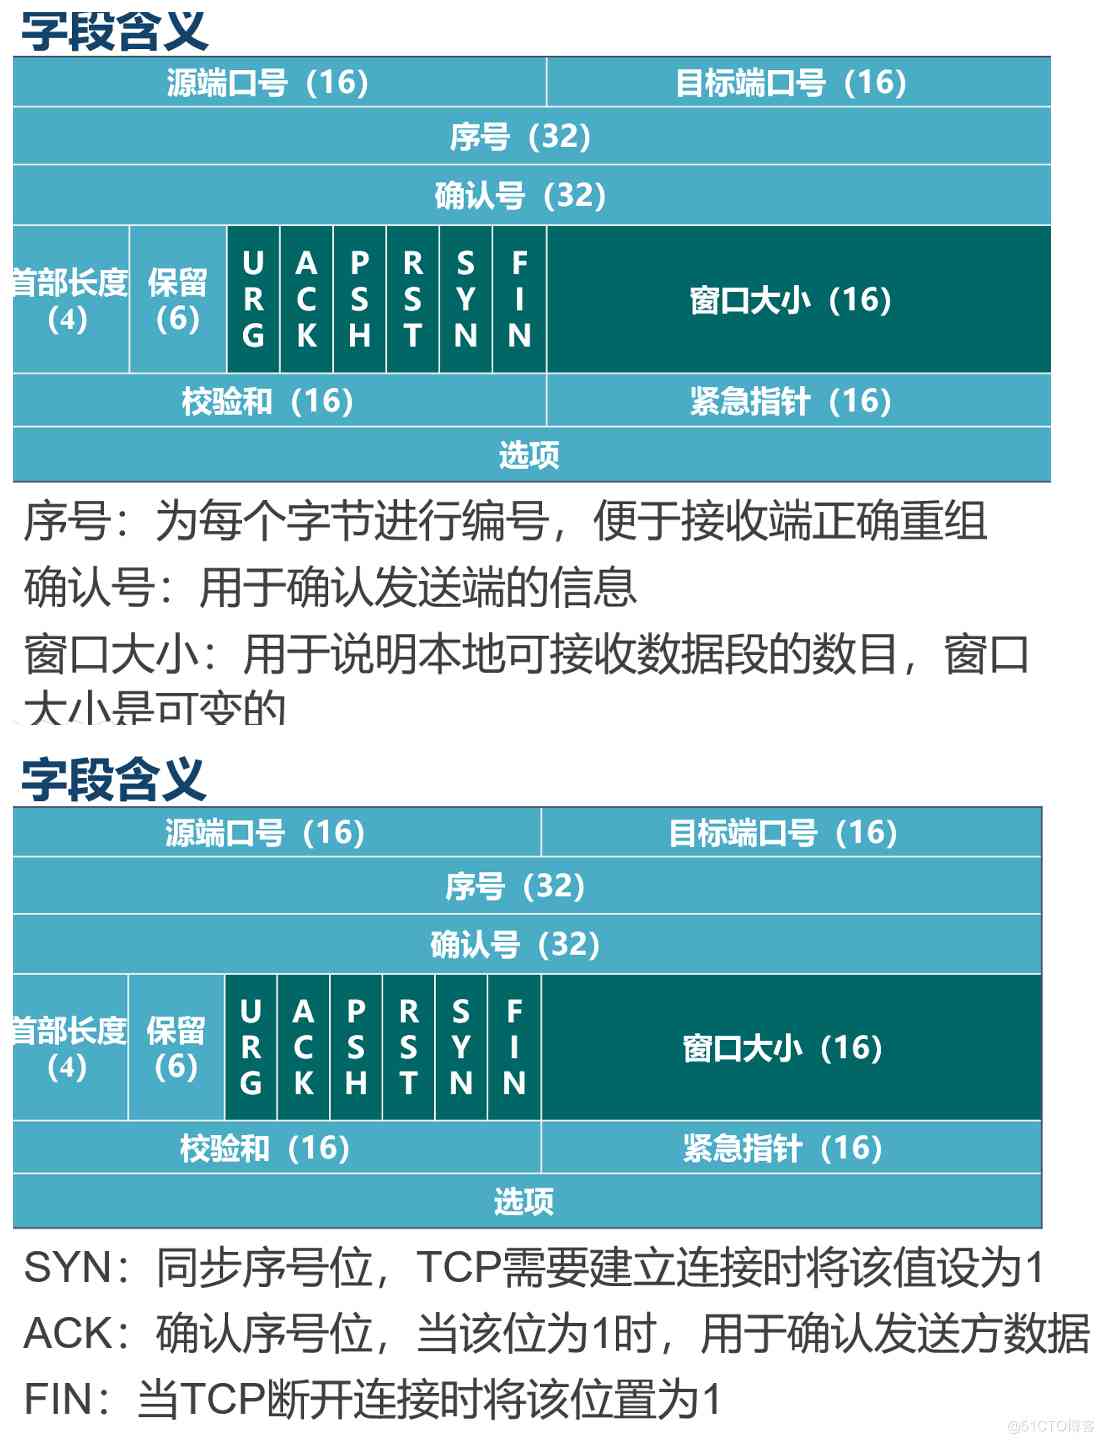 字段含义
源端口号（16） 目标端口号（16）
序号（32）
确认号（32）
首部长度 保留 URG ACK PSH RST SYN FIN 窗口大小（16）
(4) (6)
校验和（16） 紧急指针（16）
选项
序号：为每个字节进行编号，便于接收端正确重组
确认号：用于确认发送端的信息
窗口大小：用于说明本地可接收数据段的数目，窗口
大小是可变的
字段含义
源端口号（16） 目标端口号（16）
序号（32）
确认号（32）
首部长度 保留 URG ACK PSH RST SYN FIN 窗口大小（16）
(4) (6)
校验和（16） 紧急指针（16）
选项
SYN：同步序号位，TCP需要建立连接时将该值设为1
ACK：确认序号位，当该位为1时，用于确认发送方数据
FIN：当TCP断开连接时将该位置为1
@51CTO博客